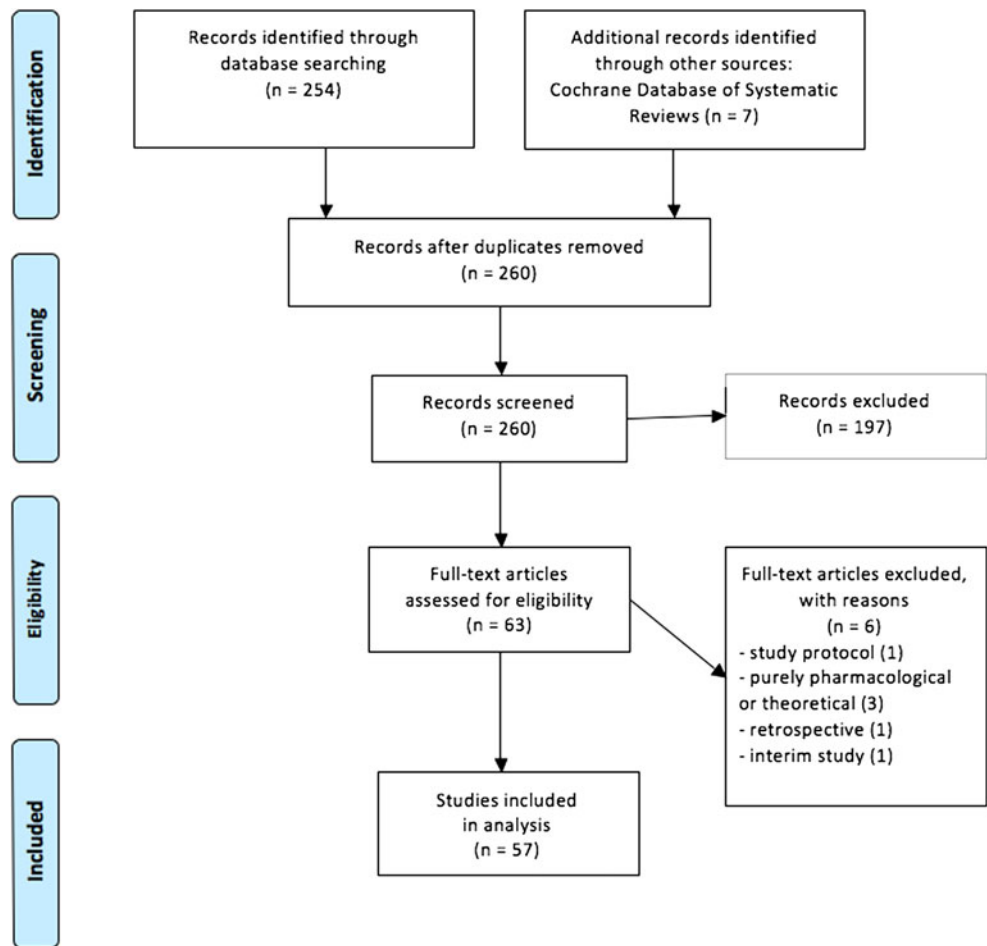 Identification
Records identified through
database searching
(n = 254)
Additional records identified
through other sources:
Cochrane Database of Systematic
Reviews (n = 7)
Records after duplicates removed
(n = 260)
Screening
Records screened
(n = 260)
Records excluded
(n = 197)
Eligibility
Full-text articles
assessed for eligibility
(n = 63)
Full-text articles excluded,
with reasons
(n = 6)
- study protocol (1)
- purely pharmacological
or theoretical (3)
- retrospective (1)
- interim study (1)
Included
Studies included
in analysis
(n = 57)